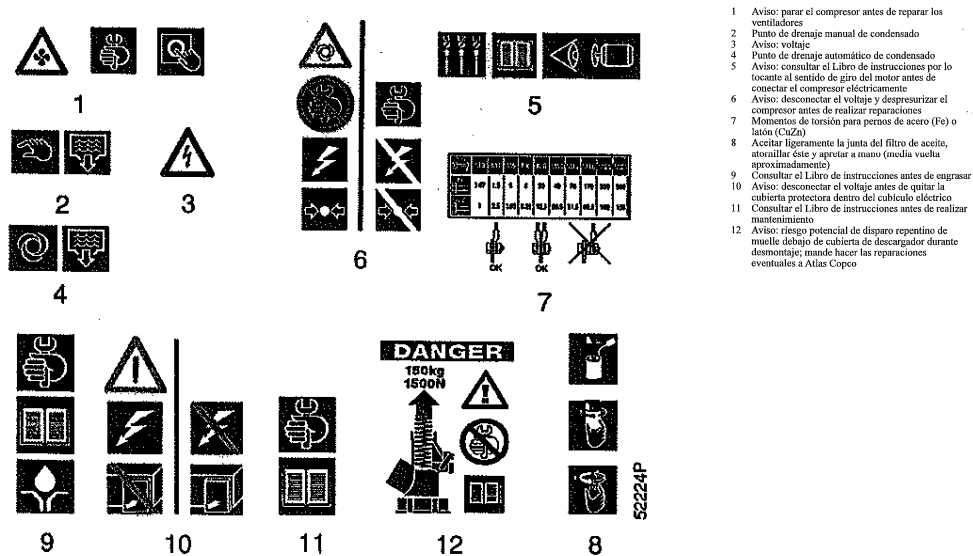 1 Aviso: parar el compresor antes de reparar los
ventiladores
2 Punto de drenaje manual de condensado
3 Aviso: voltaje
4 Punto de drenaje automático de condensado
5 Aviso: consultar el Libro de instrucciones por lo
tocante al sentido de giro del motor antes de
conectar el compresor eléctricamente
6 Aviso: desconectar el voltaje y despresurizar el
compresor antes de realizar reparaciones
7 Momentos de torsión para pernos de acero (Fe) o
latón (CuZn)
8 Aceitar ligeramente la junta del filtro de aceite,
atornillar éste y apretar a mano (media vuelta
aproximadamente)
9 Consultar el Libro de instrucciones antes de engrasar
10 Aviso: desconectar el voltaje antes de quitar la
cubierta protectora dentro del cubículo eléctrico
11 Consultar el Libro de instrucciones antes de realizar
mantenimiento
12 Aviso: riesgo potencial de disparo repentino de
muelle debajo de cubierta de descargador durante
desmontaje; mande hacer las reparaciones
eventuales a Atlas Copco
1
2
3
4
5
6
OK OK
7
DANGER
150kg
1500N
52224P
9
10
11
12
8